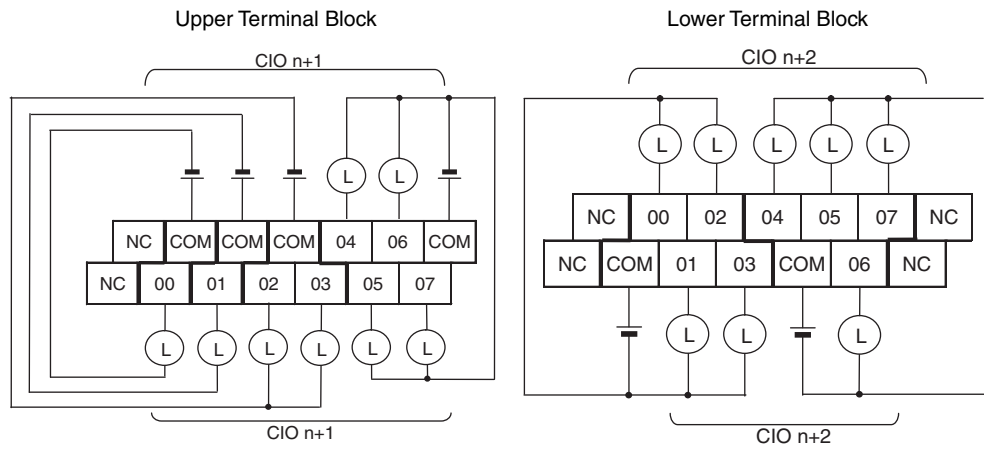 Upper Terminal Block
CIO n+1
L L
NC COM COM COM 04 06 COM
NC 00 01 02 03 05 07
L L L L L L
CIO n+1
Lower Terminal Block
CIO n+2
L L L L L
NC 00 02 04 05 07 NC
NC COM 01 03 COM 06 NC
L L L
CIO n+2